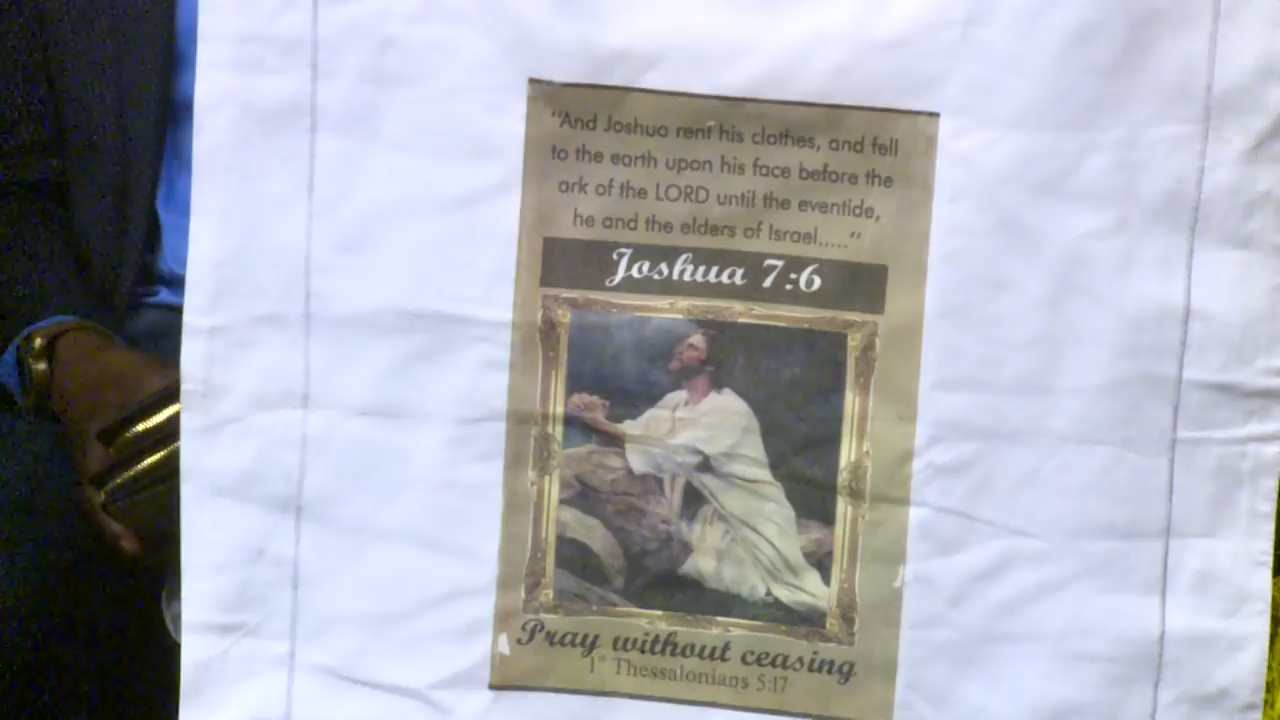 "And Joshua rent his clothes, and fell
to the earth upon his face before the
ark of the LORD until the eventide,
he and the elders of Israel....."
Joshua 7:6
Pray without ceasing
1st Thessalonians 5:17